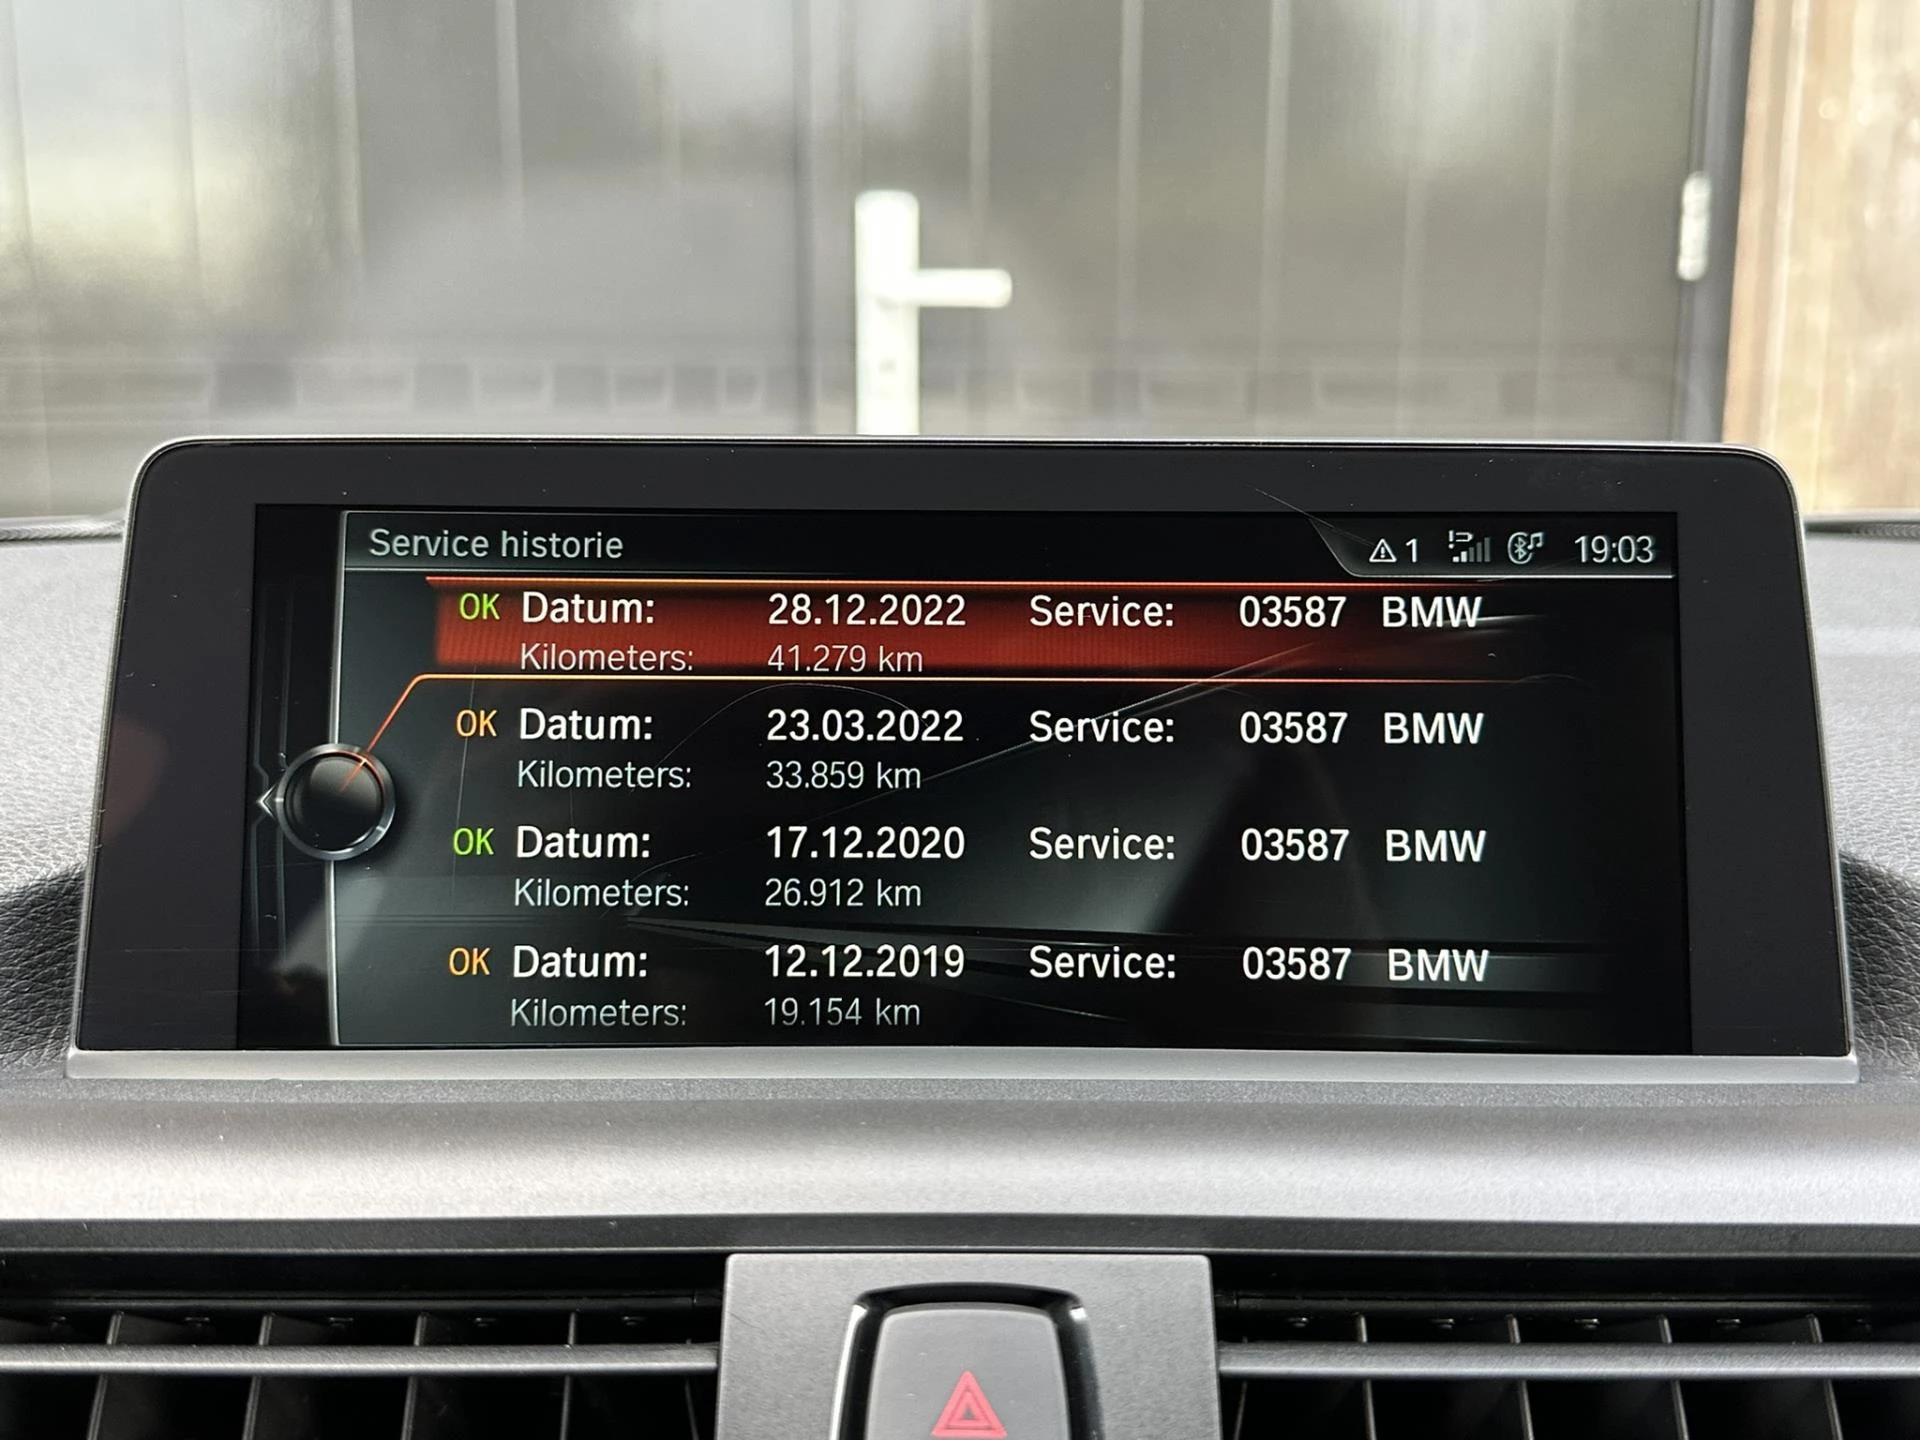 Service historie 1 19:03
OK Datum: 28.12.2022 Service: 03587 BMW
Kilometers: 41.279 km
OK Datum: 23.03.2022 Service: 03587 BMW
Kilometers: 33.859 km
OK Datum: 17.12.2020 Service: 03587 BMW
Kilometers: 26.912 km
OK Datum: 12.12.2019 Service: 03587 BMW
Kilometers: 19.154 km